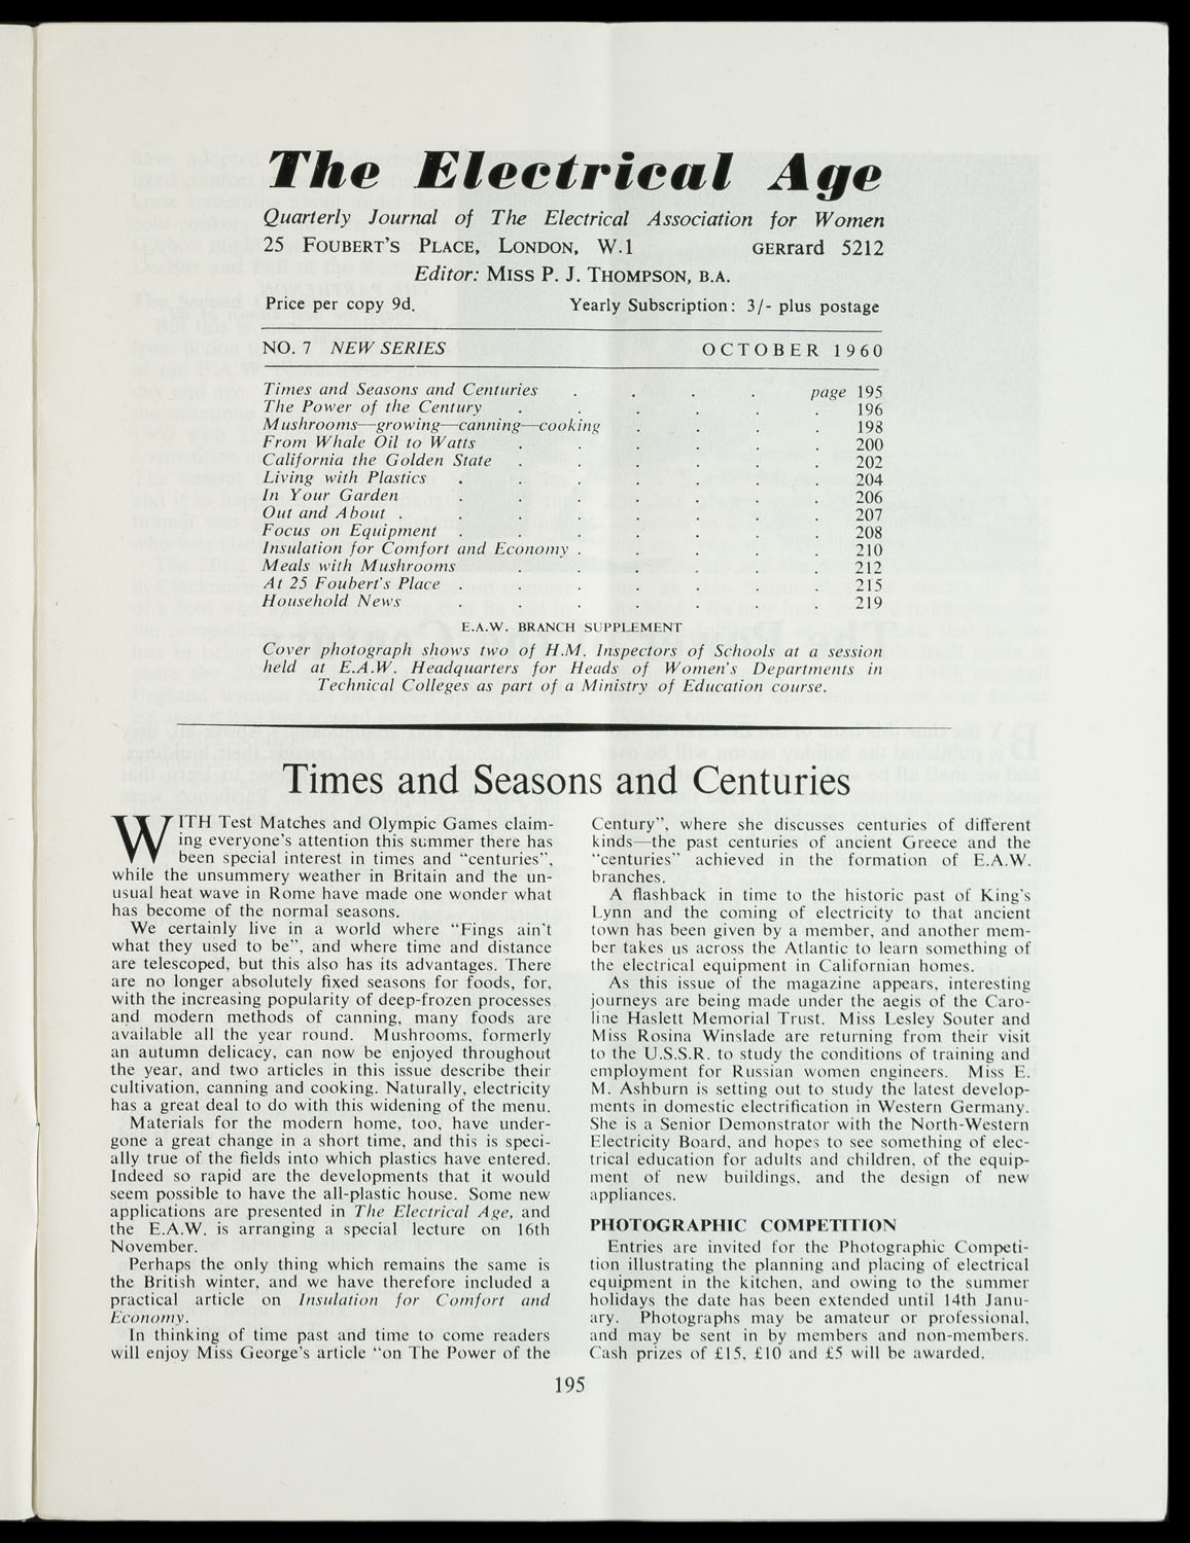 The Electrical Age
Quarterly Journal of The Electrical Association for Women
25 FOUBERT'S PLACE, LONDON, W.1 GERrard 5212
Editor: MISS P. J. THOMPSON, B.A.
Price per copy 9d. Yearly Subscription: 3/- plus postage
NO. 7 NEW SERIES OCTOBER 1960
Times and Seasons and Centuries . . . . page 195
The Power of the Century . . . . . . 196
Mushrooms—growing—canning—cooking . . . . 198
From Whale Oil to Watts . . . . . . 200
California the Golden State . . . . . . 202
Living with Plastics . . . . . . . 204
In Your Garden . . . . . . . 206
Out and About . . . . . . . . 207
Focus on Equipment . . . . . . . 208
Insulation for Comfort and Economy . . . . . 210
Meals with Mushrooms . . . . . . 212
At 25 Foubert's Place . . . . . . . 215
Household News . . . . . . . 219
E.A.W. BRANCH SUPPLEMENT
Cover photograph shows two of H.M. Inspectors of Schools at a session
held at E.A.W. Headquarters for Heads of Women's Departments in
Technical Colleges as part of a Ministry of Education course.
Times and Seasons and Centuries
WITH Test Matches and Olympic Games claim-
ing everyone's attention this summer there has
been special interest in times and "centuries",
while the unsummery weather in Britain and the un-
usual heat wave in Rome have made one wonder what
has become of the normal seasons.
We certainly live in a world where "Fings ain't
what they used to be", and where time and distance
are telescoped, but this also has its advantages. There
are no longer absolutely fixed seasons for foods, for,
with the increasing popularity of deep-frozen processes
and modern methods of canning, many foods are
available all the year round. Mushrooms, formerly
an autumn delicacy, can now be enjoyed throughout
the year, and two articles in this issue describe their
cultivation, canning and cooking. Naturally, electricity
has a great deal to do with this widening of the menu.
Materials for the modern home, too, have under-
gone a great change in a short time, and this is speci-
ally true of the fields into which plastics have entered.
Indeed so rapid are the developments that it would
seem possible to have the all-plastic house. Some new
applications are presented in The Electrical Age, and
the E.A.W. is arranging a special lecture on 16th
November.
Perhaps the only thing which remains the same is
the British winter, and we have therefore included a
practical article on Insulation for Comfort and
Economy.
In thinking of time past and time to come readers
will enjoy Miss George's article "on The Power of the
Century", where she discusses centuries of different
kinds—the past centuries of ancient Greece and the
"centuries" achieved in the formation of E.A.W.
branches.
A flashback in time to the historic past of King's
Lynn and the coming of electricity to that ancient
town has been given by a member, and another mem-
ber takes us across the Atlantic to learn something of
the electrical equipment in Californian homes.
As this issue of the magazine appears, interesting
journeys are being made under the aegis of the Caro-
line Haslett Memorial Trust. Miss Lesley Souter and
Miss Rosina Winslade are returning from their visit
to the U.S.S.R. to study the conditions of training and
employment for Russian women engineers. Miss E.
M. Ashburn is setting out to study the latest develop-
ments in domestic electrification in Western Germany.
She is a Senior Demonstrator with the North-Western
Electricity Board, and hopes to see something of elec-
trical education for adults and children, of the equip-
ment of new buildings, and the design of new
appliances.
PHOTOGRAPHIC COMPETITION
Entries are invited for the Photographic Competi-
tion illustrating the planning and placing of electrical
equipment in the kitchen, and owing to the summer
holidays the date has been extended until 14th Janu-
ary. Photographs may be amateur or professional,
and may be sent in by members and non-members.
Cash prizes of £15, £10 and £5 will be awarded.
195